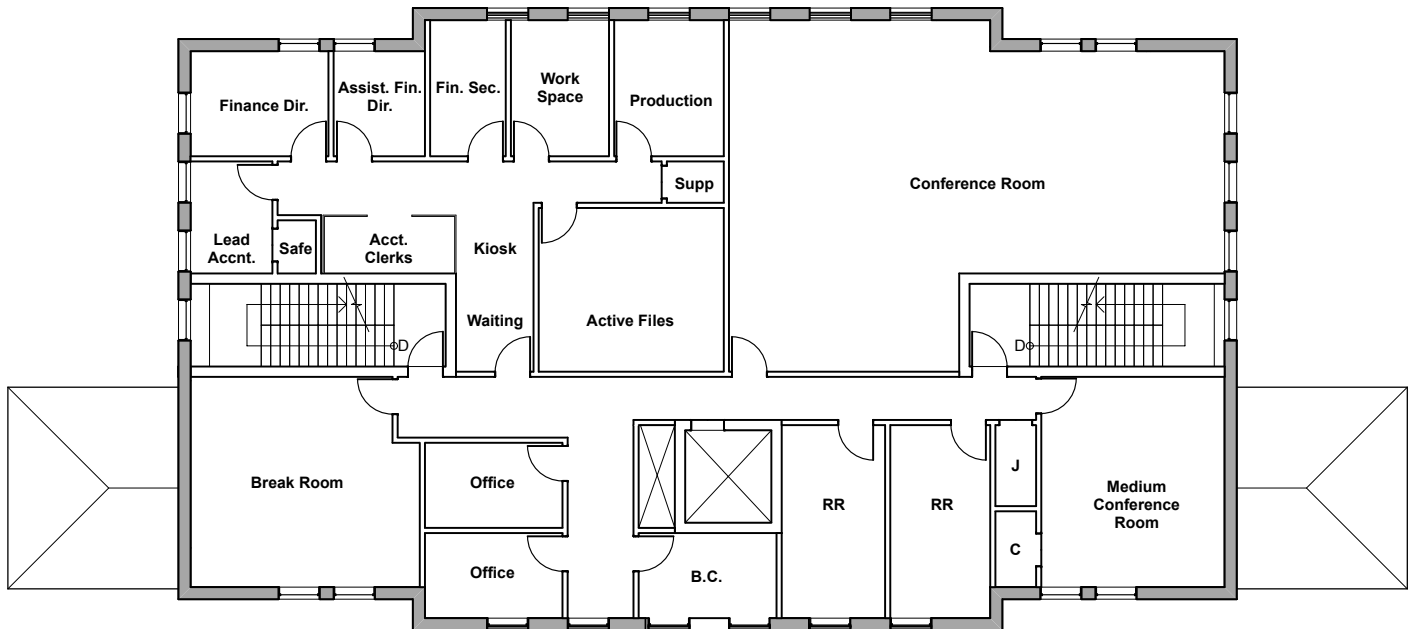 Finance Dir.
Assist. Fin.
Dir.
Fin. Sec.
Work
Space
Production
Conference Room
Supp
Lead
Accnt.
Safe
Acct.
Clerks
Kiosk
Waiting
Active Files
D
D
Break Room
Office
Office
B.C.
RR
RR
J
C
Medium
Conference
Room